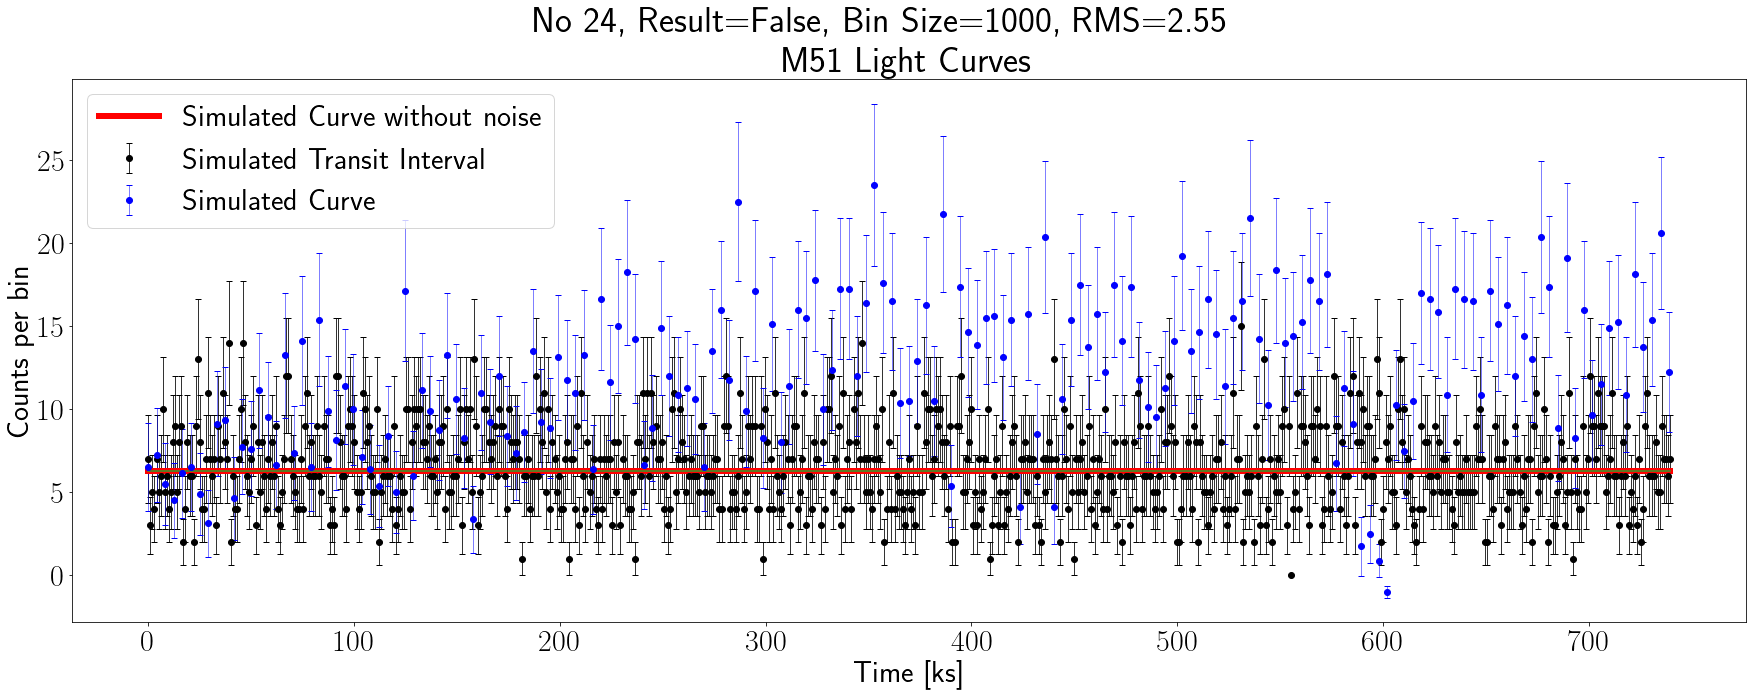 No 24, Result=False, Bin Size=1000, RMS=2.55
M51 Light Curves
Simulated Curve without noise
Simulated Transit Interval
Simulated Curve
Counts per bin
25
20
15
10
5
0
0 100 200 300 400 500 600 700
Time [ks]